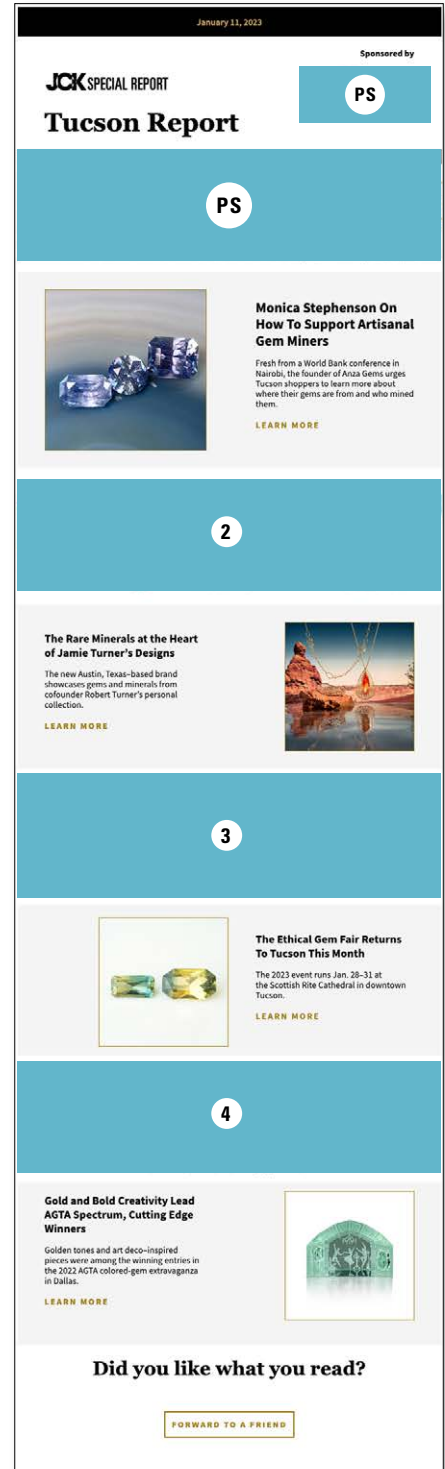 January 11, 2023
Sponsored by
JCK SPECIAL REPORT
PS
Tucson Report
PS
Monica Stephenson On
How To Support Artisanal
Gem Miners
Fresh from a World Bank conference in
Nairobi, the founder of Anza Gems urges
Tucson shoppers to learn more about
where their gems are from and who mined
them.
LEARN MORE
2
The Rare Minerals at the Heart
of Jamie Turner's Designs
The new Austin, Texas–based brand
showcases gems and minerals from
cofounder Robert Turner's personal
collection.
LEARN MORE
3
The Ethical Gem Fair Returns
To Tucson This Month
The 2023 event runs Jan. 28–31 at
the Scottish Rite Cathedral in downtown
Tucson.
LEARN MORE
4
Gold and Bold Creativity Lead
AGTA Spectrum, Cutting Edge
Winners
Golden tones and art deco–inspired
pieces were among the winning entries in
the 2022 AGTA colored-gem extravaganza
in Dallas.
LEARN MORE
Did you like what you read?
FORWARD TO A FRIEND